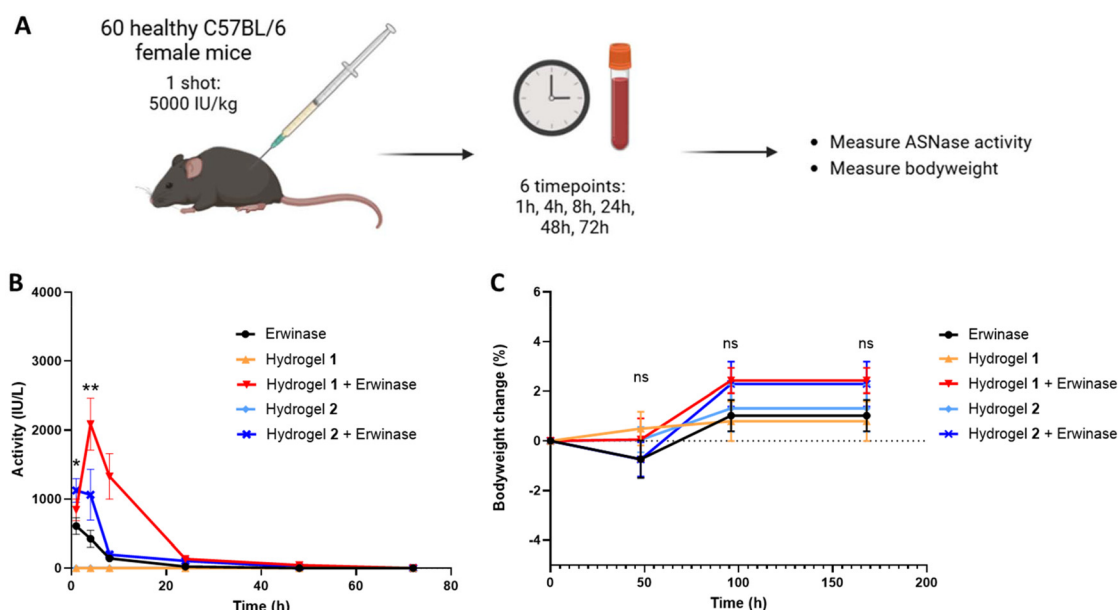 A
60 healthy C57BL/6
female mice
1 shot:
5000 IU/kg
6 timepoints:
1h, 4h, 8h, 24h,
48h, 72h
• Measure ASNase activity
• Measure bodyweight
B
Activity (IU/L)
4000
3000
2000
1000
0
*
**
0 20 40 60 80
Time (h)
Erwinase
Hydrogel 1
Hydrogel 1 + Erwinase
Hydrogel 2
Hydrogel 2 + Erwinase
C
Bodyweight change (%)
6
4
2
0
-2
-4
ns
ns
ns
0 50 100 150 200
Time (h)
Erwinase
Hydrogel 1
Hydrogel 1 + Erwinase
Hydrogel 2
Hydrogel 2 + Erwinase